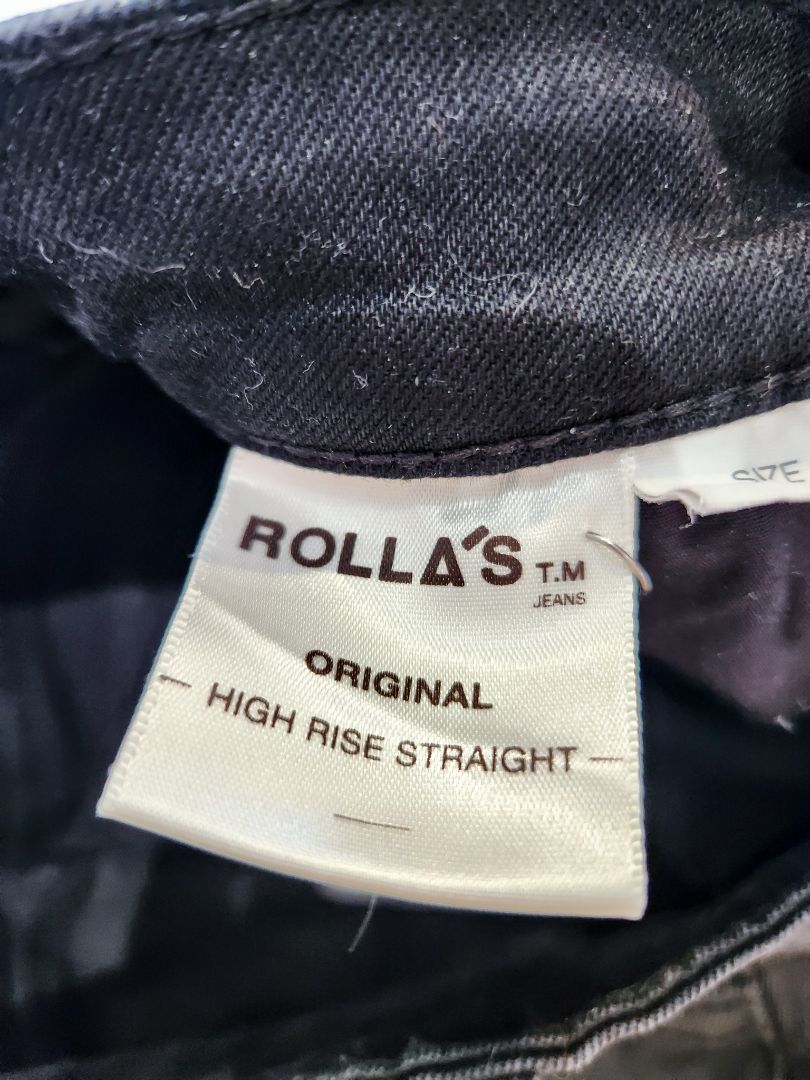 SIZE
ROLLA'S T.M
JEANS
ORIGINAL
— HIGH RISE STRAIGHT —